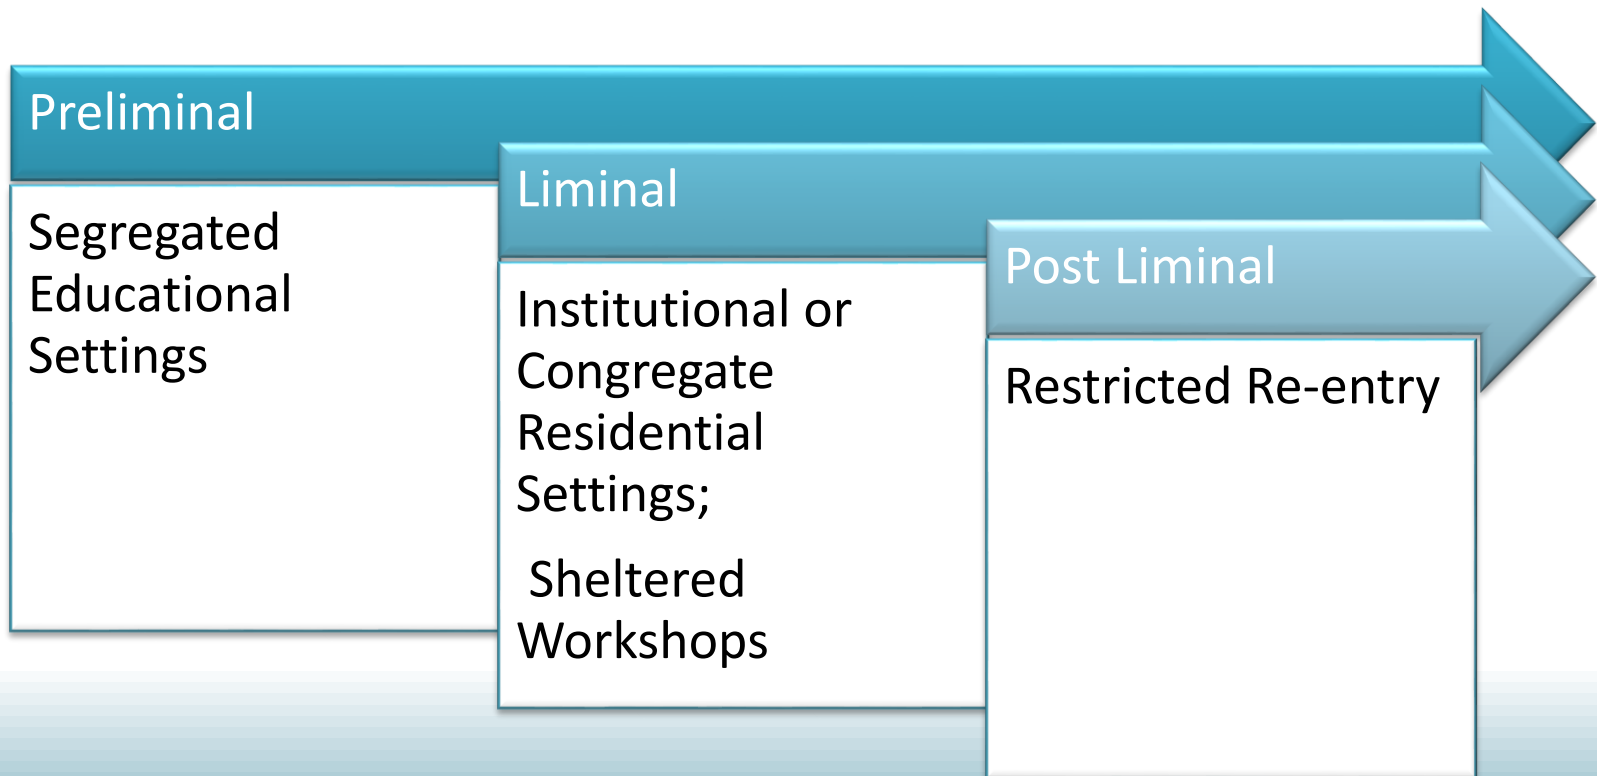 Preliminal
Segregated
Educational
Settings
Liminal
Institutional or
Congregate
Residential
Settings;
Sheltered
Workshops
Post Liminal
Restricted Re-entry